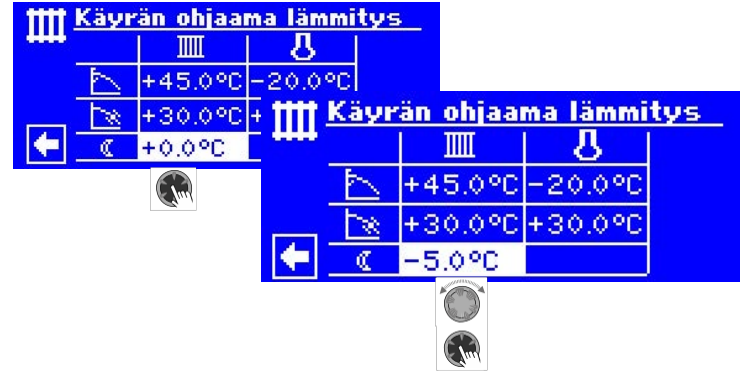 Käyrän ohjaama lämmitys
+45.0°C -20.0°C
+30.0°C +
+0.0°C
Käyrän ohjaama lämmitys
+45.0°C -20.0°C
+30.0°C +30.0°C
-5.0°C